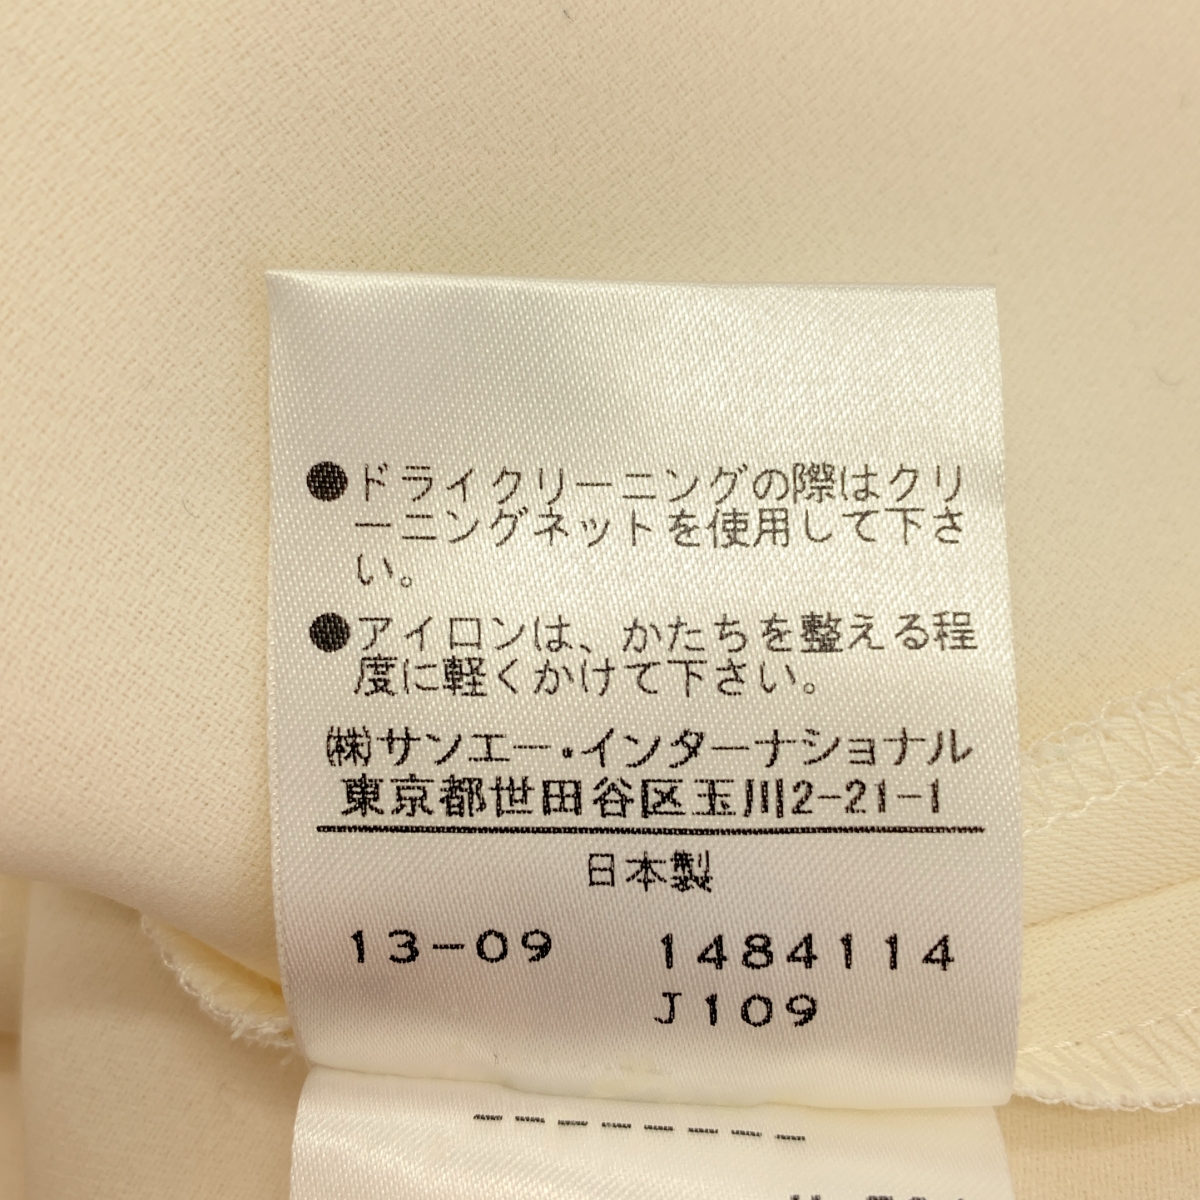 ●ドライクリーニングの際はクリ
ーニングネットを使用して下さ
い。
●アイロンは、かたちを整える程
度に軽くかけて下さい。
㈱サンエー・インターナショナル
東京都世田谷区玉川2-21-1
日本製
13-09 1484114
J109